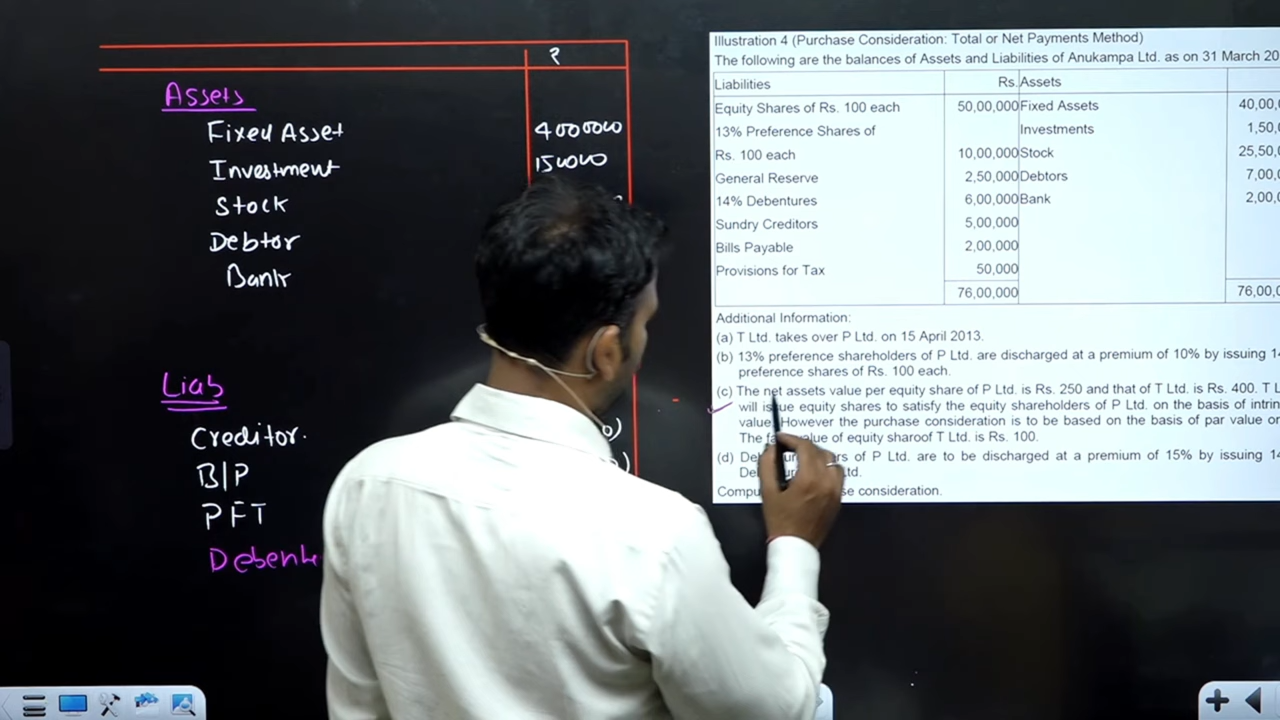 ₹
Assets
Fixed Asset 4000000
Investment 150000
Stock
Debtor
Bank
Liab
Creditor.
B/P
PFT
Illustration 4 (Purchase Consideration: Total or Net Payments Method)
The following are the balances of Assets and Liabilities of Anukampa Ltd. as on 31 March 20
Liabilities Rs. Assets
Equity Shares of Rs. 100 each 50,00,000 Fixed Assets 40,00,
13% Preference Shares of Investments 1,50,
Rs. 100 each 10,00,000 Stock 25,50,
General Reserve 2,50,000 Debtors 7,00,
14% Debentures 6,00,000 Bank 2,00,
Sundry Creditors 5,00,000
Bills Payable 2,00,000
Provisions for Tax 50,000
76,00,000 76,00,
Additional Information:
(a) T Ltd. takes over P Ltd. on 15 April 2013.
(b) 13% preference shareholders of P Ltd. are discharged at a premium of 10% by issuing 14
preference shares of Rs. 100 each.
(c) The net assets value per equity share of P Ltd. is Rs. 250 and that of T Ltd. is Rs. 400. T L
will issue equity shares to satisfy the equity shareholders of P Ltd. on the basis of intrin
value. However the purchase consideration is to be based on the basis of par value or
The value of equity sharoof T Ltd. is Rs. 100.
(d) of P Ltd. are to be discharged at a premium of 15% by issuing 14
Ltd.
consideration.